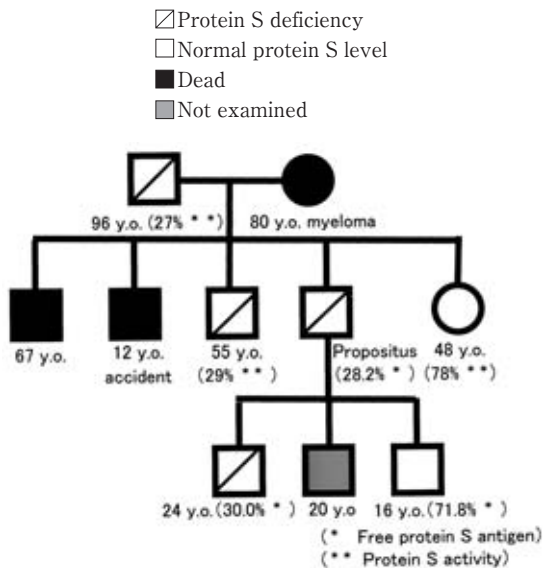 Protein S deficiency
Normal protein S level
Dead
Not examined
96 y.o. (27% * *) 80 y.o. myeloma
67 y.o. 12 y.o. 55 y.o. Propositus 48 y.o.
accident (29% * *) (28.2% * ) (78% * *)
24 y.o. (30.0% * ) 20 y.o 16 y.o. (71.8% * )
( * Free protein S antigen)
( * * Protein S activity)